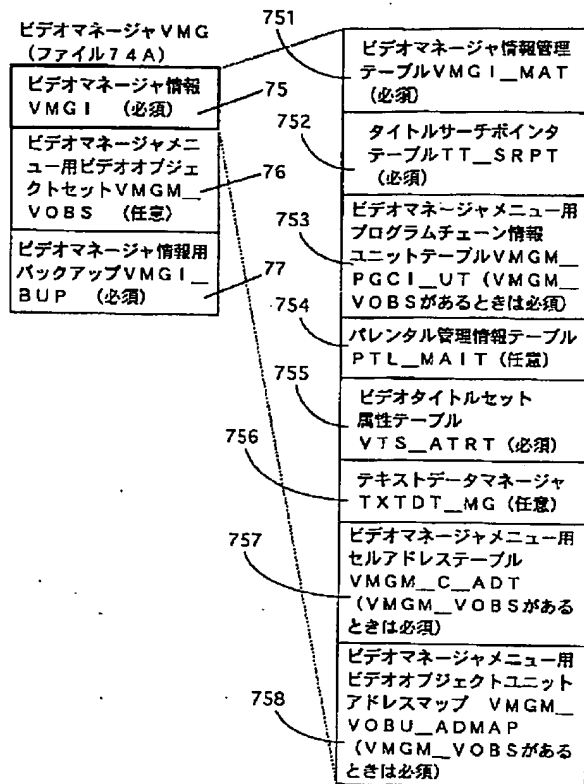 ビデオマネージャVMG
(ファイル74A)
ビデオマネージャ情報
VMGI (必須)
75
ビデオマネージャメニ
ュー用ビデオオブジェ
クトセットVMGM__
VOBS (任意)
76
ビデオマネージャ情報用
バックアップVMGI__
BUP (必須)
77
751
ビデオマネージャ情報管理
テーブルVMGI__MAT
(必須)
752
タイトルサーチポインタ
テーブルTT__SRPT
(必須)
753
ビデオマネージャメニュー用
プログラムチェーン情報
ユニットテーブルVMGM__
PGCI__UT (VMGM__
VOBSがあるときは必須)
754
パレンタル管理情報テーブル
PTL__MAIT (任意)
755
ビデオタイトルセット
属性テーブル
VTS__ATRT (必須)
756
テキストデータマネージャ
TXTDT__MG (任意)
757
ビデオマネージャメニュー用
セルアドレステーブル
VMGM__C__ADT
(VMGM__VOBSがある
ときは必須)
758
ビデオマネージャメニュー用
ビデオオブジェクトユニット
アドレスマップ VMGM__
VOBU__ADMAP
(VMGM__VOBSがある
ときは必須)